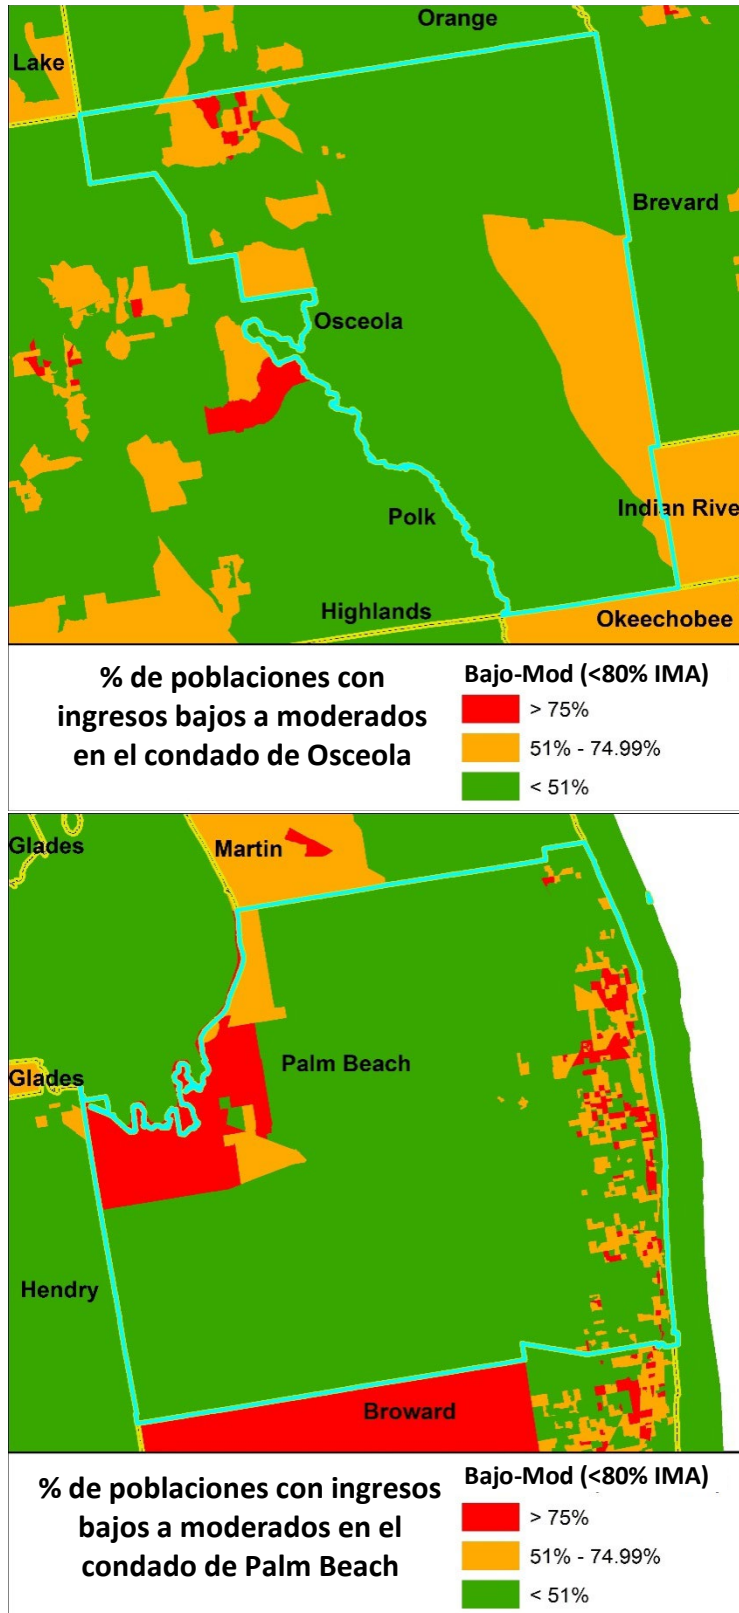 Orange
Lake
Brevard
Osceola
Indian Rive
Polk
Highlands
Okeechobee
% de poblaciones con
ingresos bajos a moderados
en el condado de Osceola
Bajo-Mod (<80% IMA)
> 75%
51% - 74.99%
< 51%
Glades
Martin
Palm Beach
Glades
Hendry
Broward
% de poblaciones con ingresos
bajos a moderados en el
condado de Palm Beach
Bajo-Mod (<80% IMA)
> 75%
51% - 74.99%
< 51%